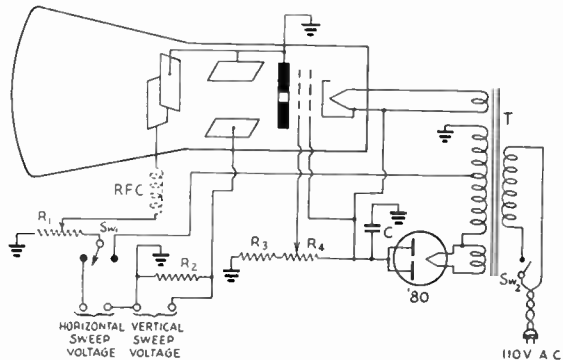 T
RFC
R1
Sw1
R3
R4
C
R2
'80
Sw2
HORIZONTAL SWEEP VOLTAGE
VERTICAL SWEEP VOLTAGE
110V A C